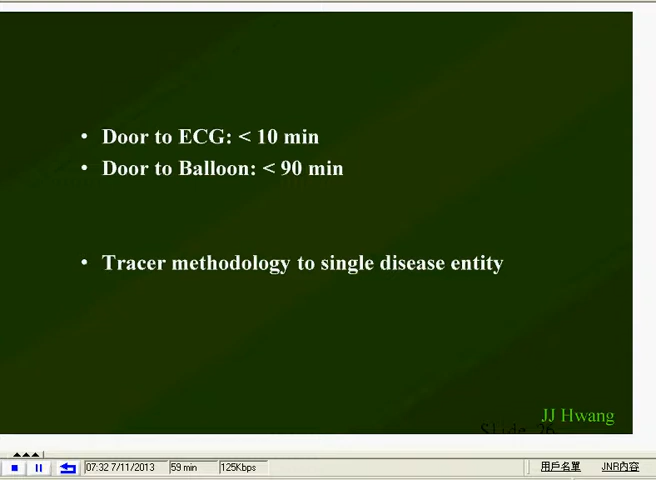 • Door to ECG: < 10 min
• Door to Balloon: < 90 min
• Tracer methodology to single disease entity
JJ Hwang
Slide 26
07:32 7/11/2013 59 min 125Kbps 用戶名單 JNR內容